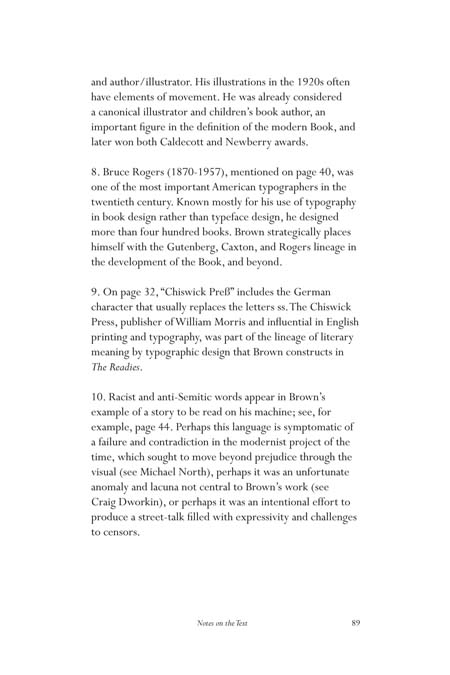 and author/illustrator. His illustrations in the 1920s often
have elements of movement. He was already considered
a canonical illustrator and children's book author, an
important figure in the definition of the modern Book, and
later won both Caldecott and Newberry awards.
8. Bruce Rogers (1870-1957), mentioned on page 40, was
one of the most important American typographers in the
twentieth century. Known mostly for his use of typography
in book design rather than typeface design, he designed
more than four hundred books. Brown strategically places
himself with the Gutenberg, Caxton, and Rogers lineage in
the development of the Book, and beyond.
9. On page 32, “Chiswick Preß” includes the German
character that usually replaces the letters ss. The Chiswick
Press, publisher of William Morris and influential in English
printing and typography, was part of the lineage of literary
meaning by typographic design that Brown constructs in
The Readies.
10. Racist and anti-Semitic words appear in Brown's
example of a story to be read on his machine; see, for
example, page 44. Perhaps this language is symptomatic of
a failure and contradiction in the modernist project of the
time, which sought to move beyond prejudice through the
visual (see Michael North), perhaps it was an unfortunate
anomaly and lacuna not central to Brown's work (see
Craig Dworkin), or perhaps it was an intentional effort to
produce a street-talk filled with expressivity and challenges
to censors.
Notes on the Text 89